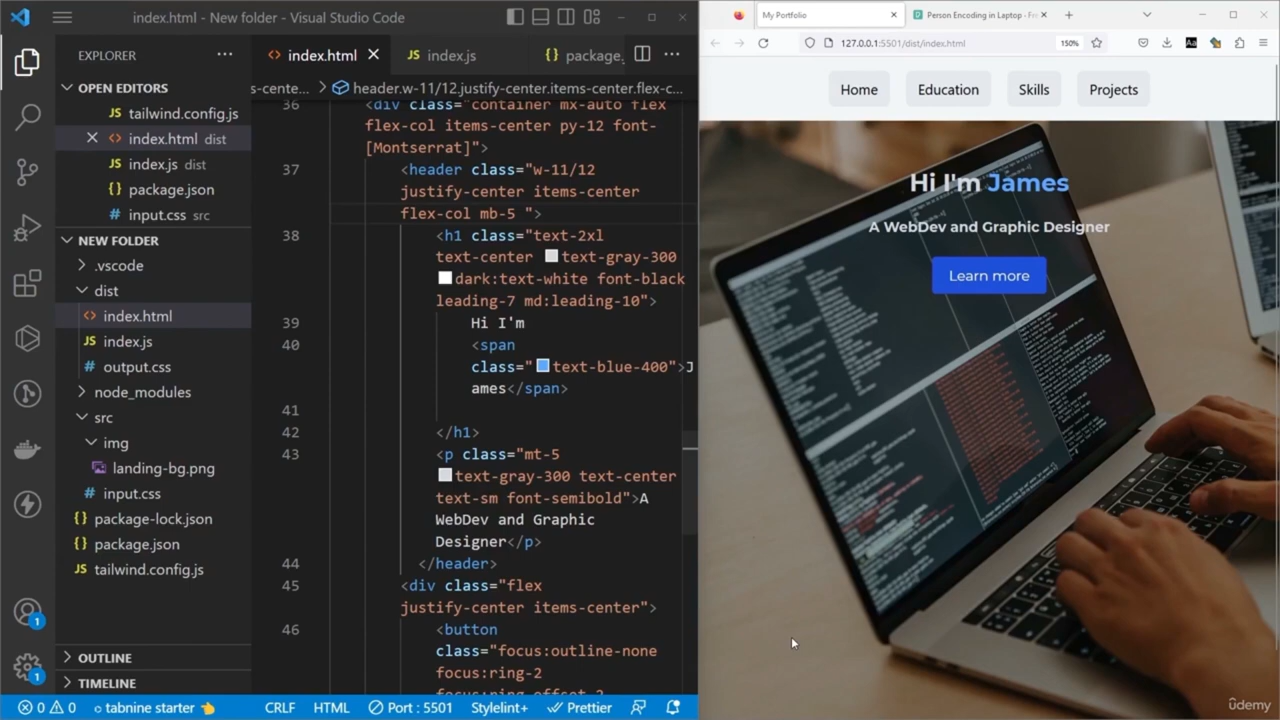 index.html - New folder - Visual Studio Code
EXPLORER
OPEN EDITORS
tailwind.config.js
index.html dist
index.js dist
package.json
input.css src
NEW FOLDER
.vscode
dist
index.html
index.js
output.css
node_modules
src
img
landing-bg.png
input.css
package-lock.json
package.json
tailwind.config.js
OUTLINE
TIMELINE
1
1
index.html
index.js
package.
s-cente...
header.w-11/12.justify-center.items-center.flex-c...
36 <div class="container mx-auto flex
flex-col items-center py-12 font-
[Montserrat]">
37 <header class="w-11/12
justify-center items-center
flex-col mb-5 ">
38 <h1 class="text-2xl
text-center text-gray-300
dark:text-white font-black
leading-7 md:leading-10">
39 Hi I'm
40 <span
class="text-blue-400">J
ames</span>
41
42 </h1>
43 <p class="mt-5
text-gray-300 text-center
text-sm font-semibold">A
WebDev and Graphic
Designer</p>
44 </header>
45 <div class="flex
justify-center items-center">
46 <button
class="focus:outline-none
focus:ring-2
focus:ring-offset-2
0 0 tabnine starter CRLF HTML Port : 5501 Stylelint+ Prettier
My Portfolio
Person Encoding in Laptop - Fre
127.0.0.1:5501/dist/index.html
150%
Aa
Home Education Skills Projects
Hi I'm James
A WebDev and Graphic Designer
Learn more
ûdemy